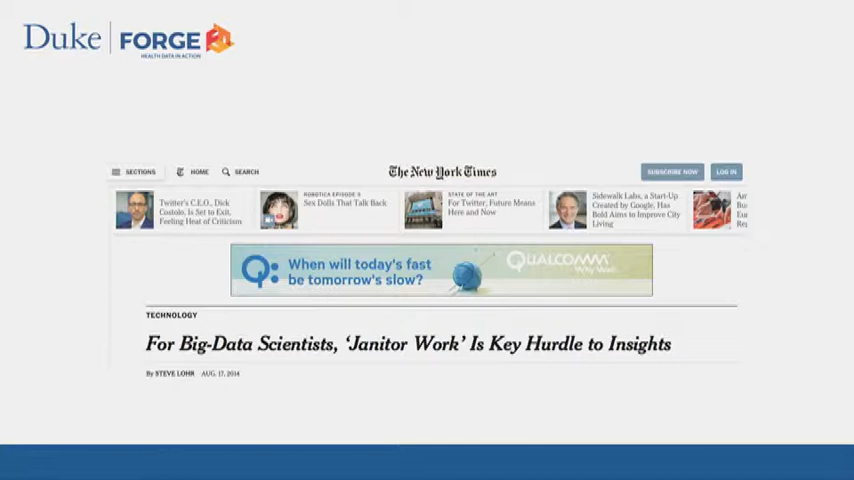 Duke FORGE
HEALTH DATA IN ACTION
SECTIONS HOME SEARCH The New York Times SUBSCRIBE NOW LOG IN
Twitter's C.E.O., Dick
Costolo, Is Set to Exit,
Feeling Heat of Criticism
ROBOTICA EPISODE 5
Sex Dolls That Talk Back
STATE OF THE ART
For Twitter, Future Means
Here and Now
Sidewalk Labs, a Start-Up
Created by Google, Has
Bold Aims to Improve City
Living
Q: When will today's fast
be tomorrow's slow?
QUALCOMM
Why Wait
TECHNOLOGY
For Big-Data Scientists, ‘Janitor Work’ Is Key Hurdle to Insights
By STEVE LOHR AUG. 17, 2014